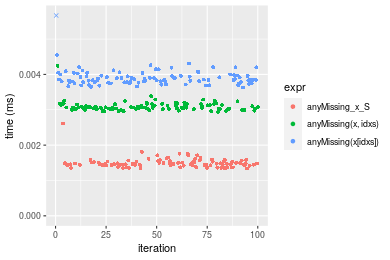 time (ms)
0.004
0.002
0.000
0
25
50
75
100
iteration
expr
anyMissing_x_S
anyMissing(x, idxs)
anyMissing(x[idxs])